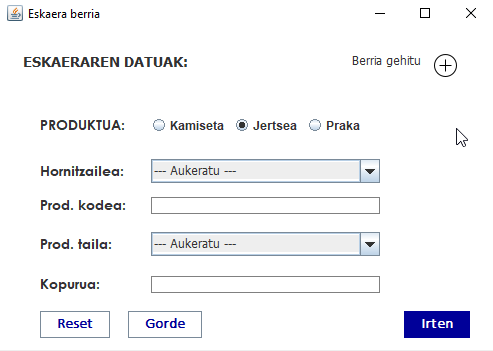 Eskaera berria
ESKAERAREN DATUAK:
Berria gehitu
PRODUKTUA: Kamiseta Jertsea Praka
Hornitzailea: --- Aukeratu ---
Prod. kodea:
Prod. taila: --- Aukeratu ---
Kopurua:
Reset Gorde Irten